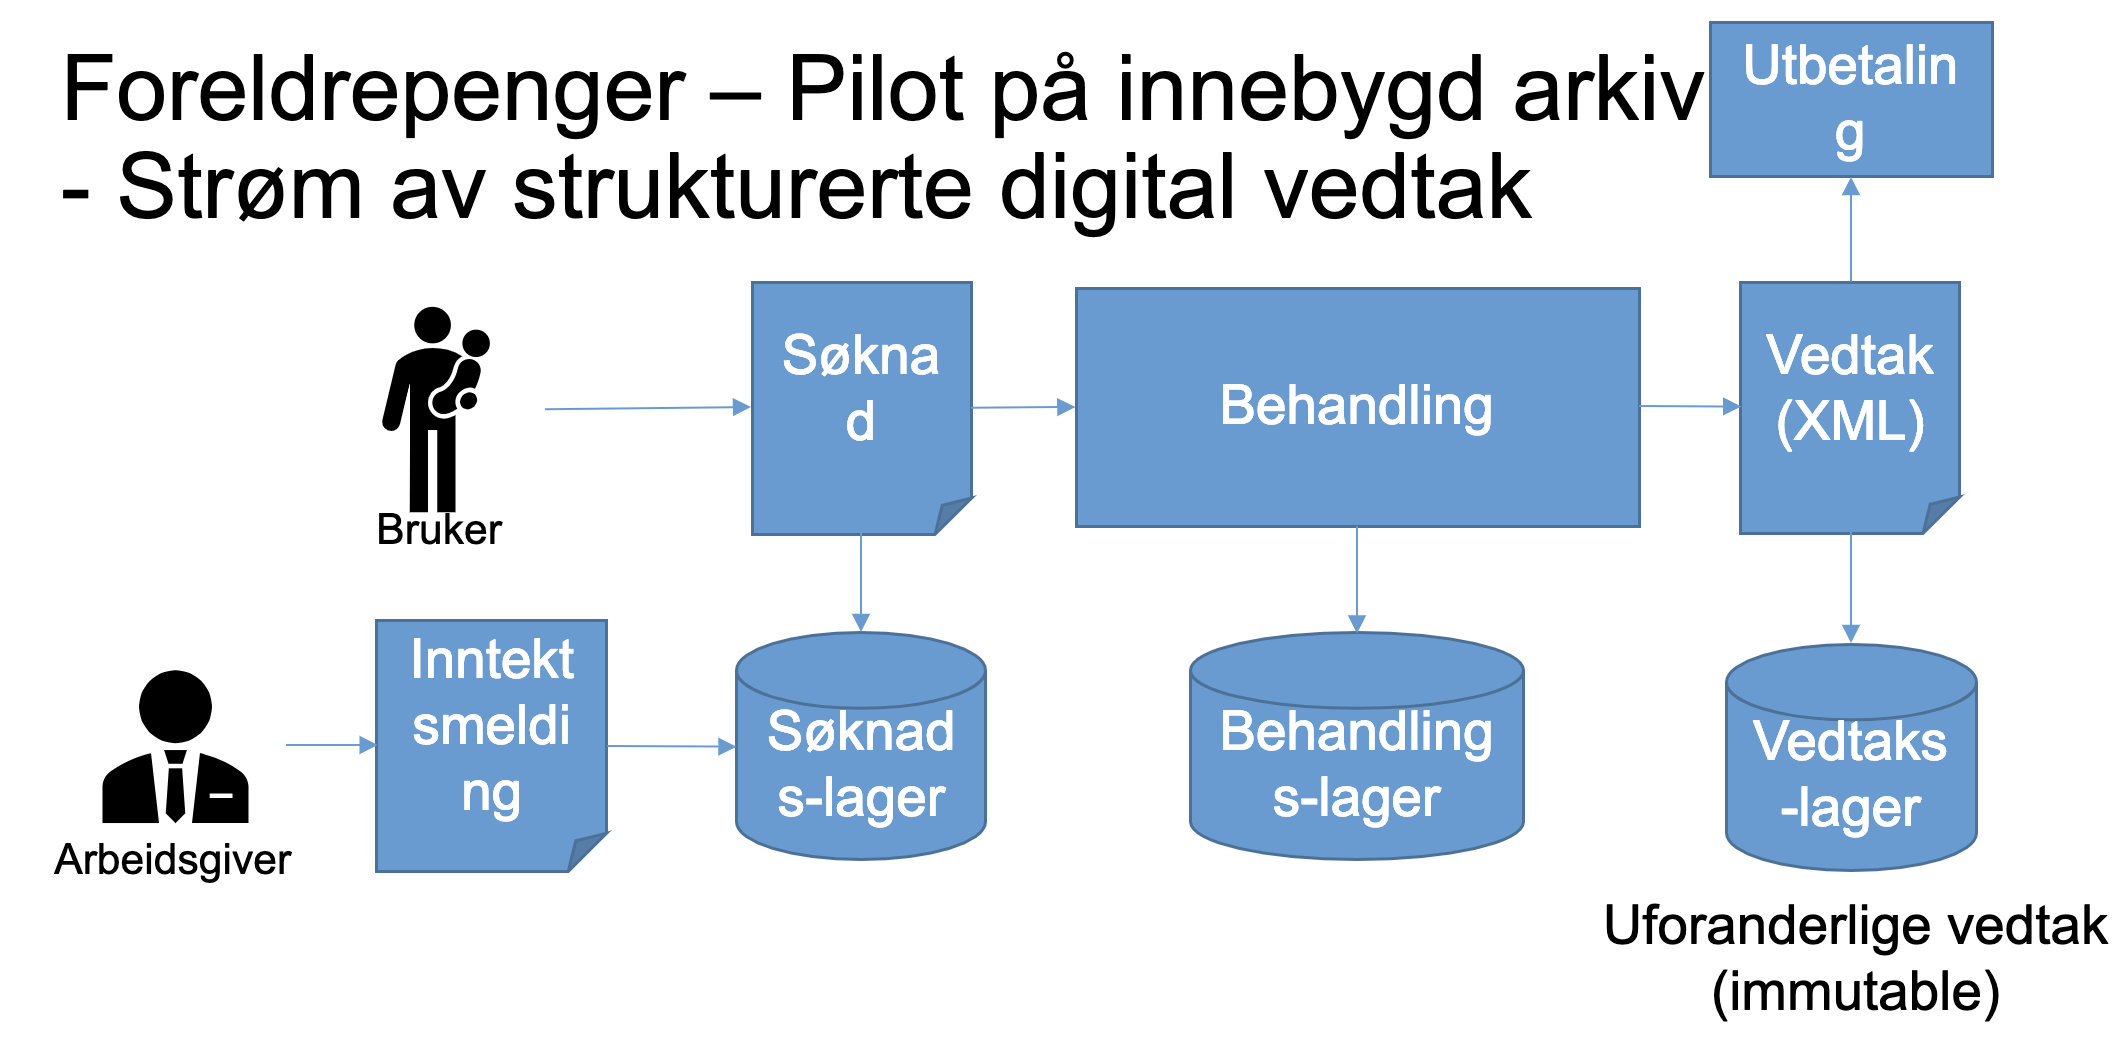 Foreldrepenger – Pilot på innebygd arkiv
- Strøm av strukturerte digital vedtak
Utbetalin
g
Søkna
d
Behandling
Vedtak
(XML)
Bruker
Inntekt
smeldi
ng
Søknad
s-lager
Behandling
s-lager
Vedtaks
-lager
Arbeidsgiver
Uforanderlige vedtak
(immutable)